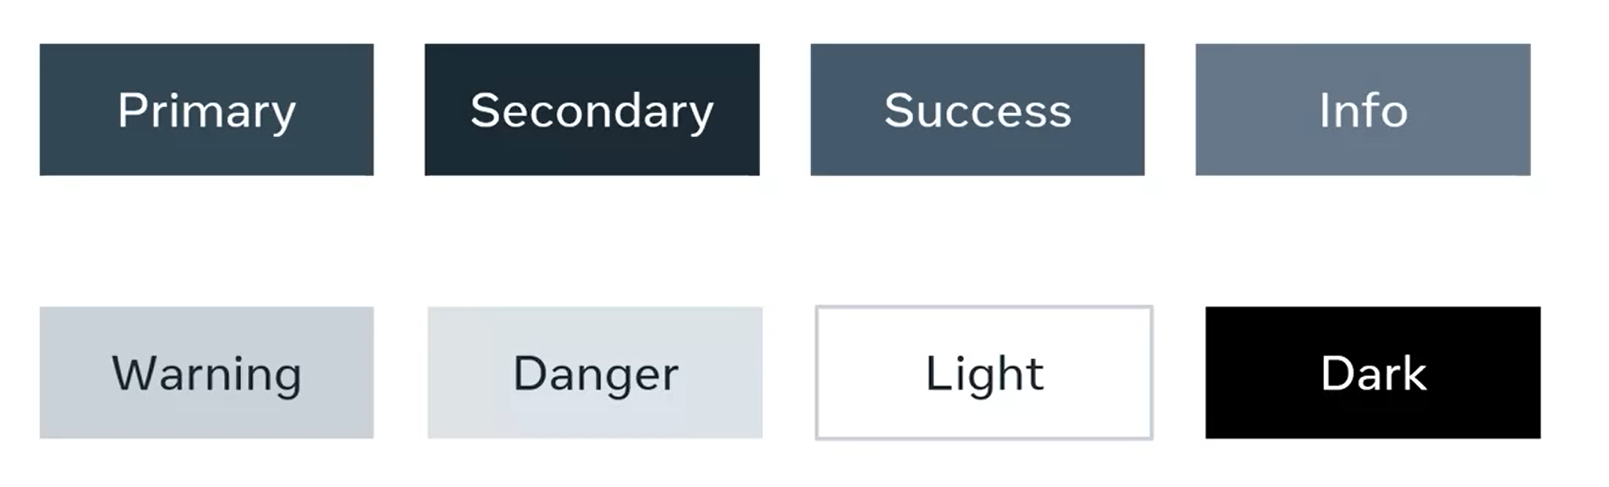 Primary Secondary Success Info
Warning Danger Light Dark